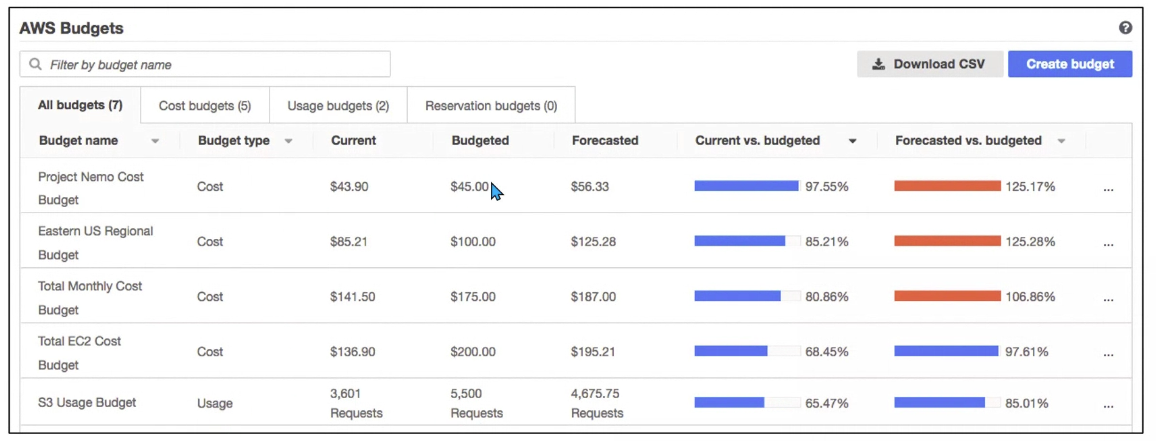 AWS Budgets
Filter by budget name
Download CSV
Create budget
All budgets (7) Cost budgets (5) Usage budgets (2) Reservation budgets (0)
Budget name Budget type Current Budgeted Forecasted Current vs. budgeted Forecasted vs. budgeted
Project Nemo Cost
Budget
Cost $43.90 $45.00 $56.33 97.55% 125.17% ...
Eastern US Regional
Budget
Cost $85.21 $100.00 $125.28 85.21% 125.28% ...
Total Monthly Cost
Budget
Cost $141.50 $175.00 $187.00 80.86% 106.86% ...
Total EC2 Cost
Budget
Cost $136.90 $200.00 $195.21 68.45% 97.61% ...
S3 Usage Budget Usage
3,601 5,500 4,675.75
Requests Requests Requests
65.47% 85.01% ...